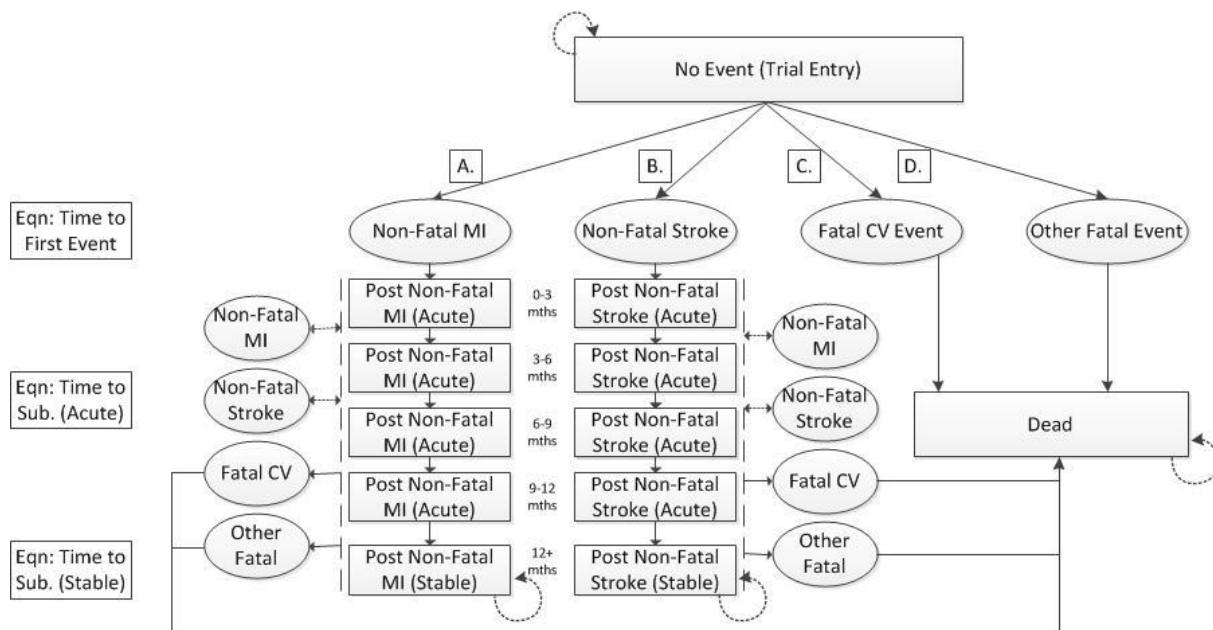 No Event (Trial Entry)
A.
B.
C.
D.
Eqn: Time to
First Event
Non-Fatal MI
Non-Fatal Stroke
Fatal CV Event
Other Fatal Event
Post Non-Fatal
MI (Acute)
0-3
mths
Post Non-Fatal
Stroke (Acute)
Non-Fatal
MI
Non-Fatal
MI
Post Non-Fatal
MI (Acute)
3-6
mths
Post Non-Fatal
Stroke (Acute)
Eqn: Time to
Sub. (Acute)
Non-Fatal
Stroke
Non-Fatal
Stroke
Post Non-Fatal
MI (Acute)
6-9
mths
Post Non-Fatal
Stroke (Acute)
Dead
Fatal CV
Post Non-Fatal
MI (Acute)
9-12
mths
Post Non-Fatal
Stroke (Acute)
Fatal CV
Other
Fatal
Other
Fatal
Eqn: Time to
Sub. (Stable)
Post Non-Fatal
MI (Stable)
12+
mths
Post Non-Fatal
Stroke (Stable)